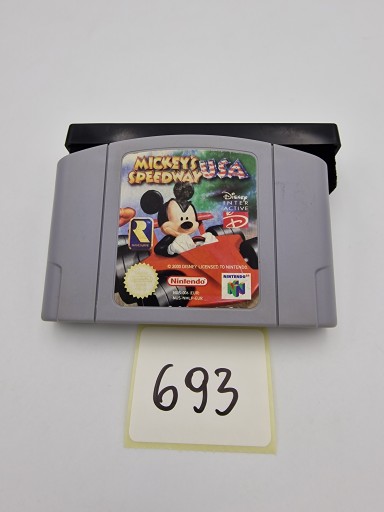 MICKEY'S
SPEEDWAY USA
Disney
INTER
ACTIVE
© 2000 DISNEY. LICENSED TO NINTENDO
Nintendo
NINTENDO 64
693